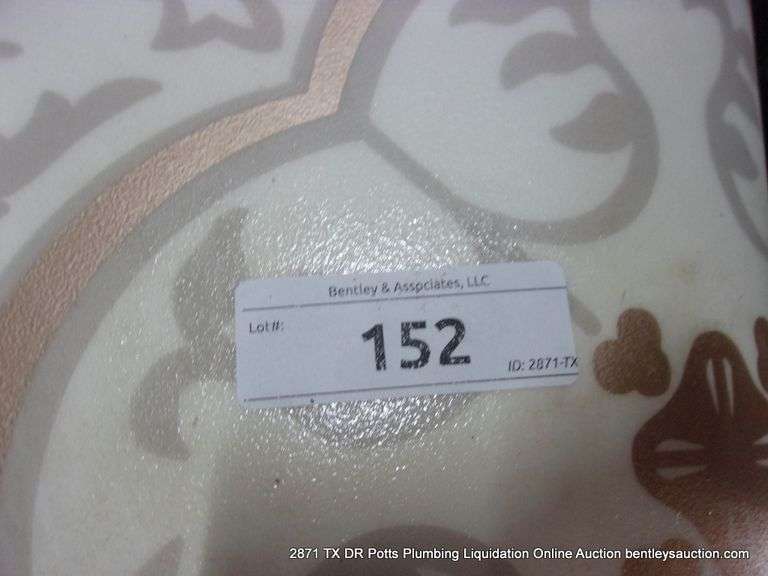 Bentley & Asspciates, LLC
Lot #:
152
ID: 2871-TX
2871 TX DR Potts Plumbing Liquidation Online Auction bentleysauction.com